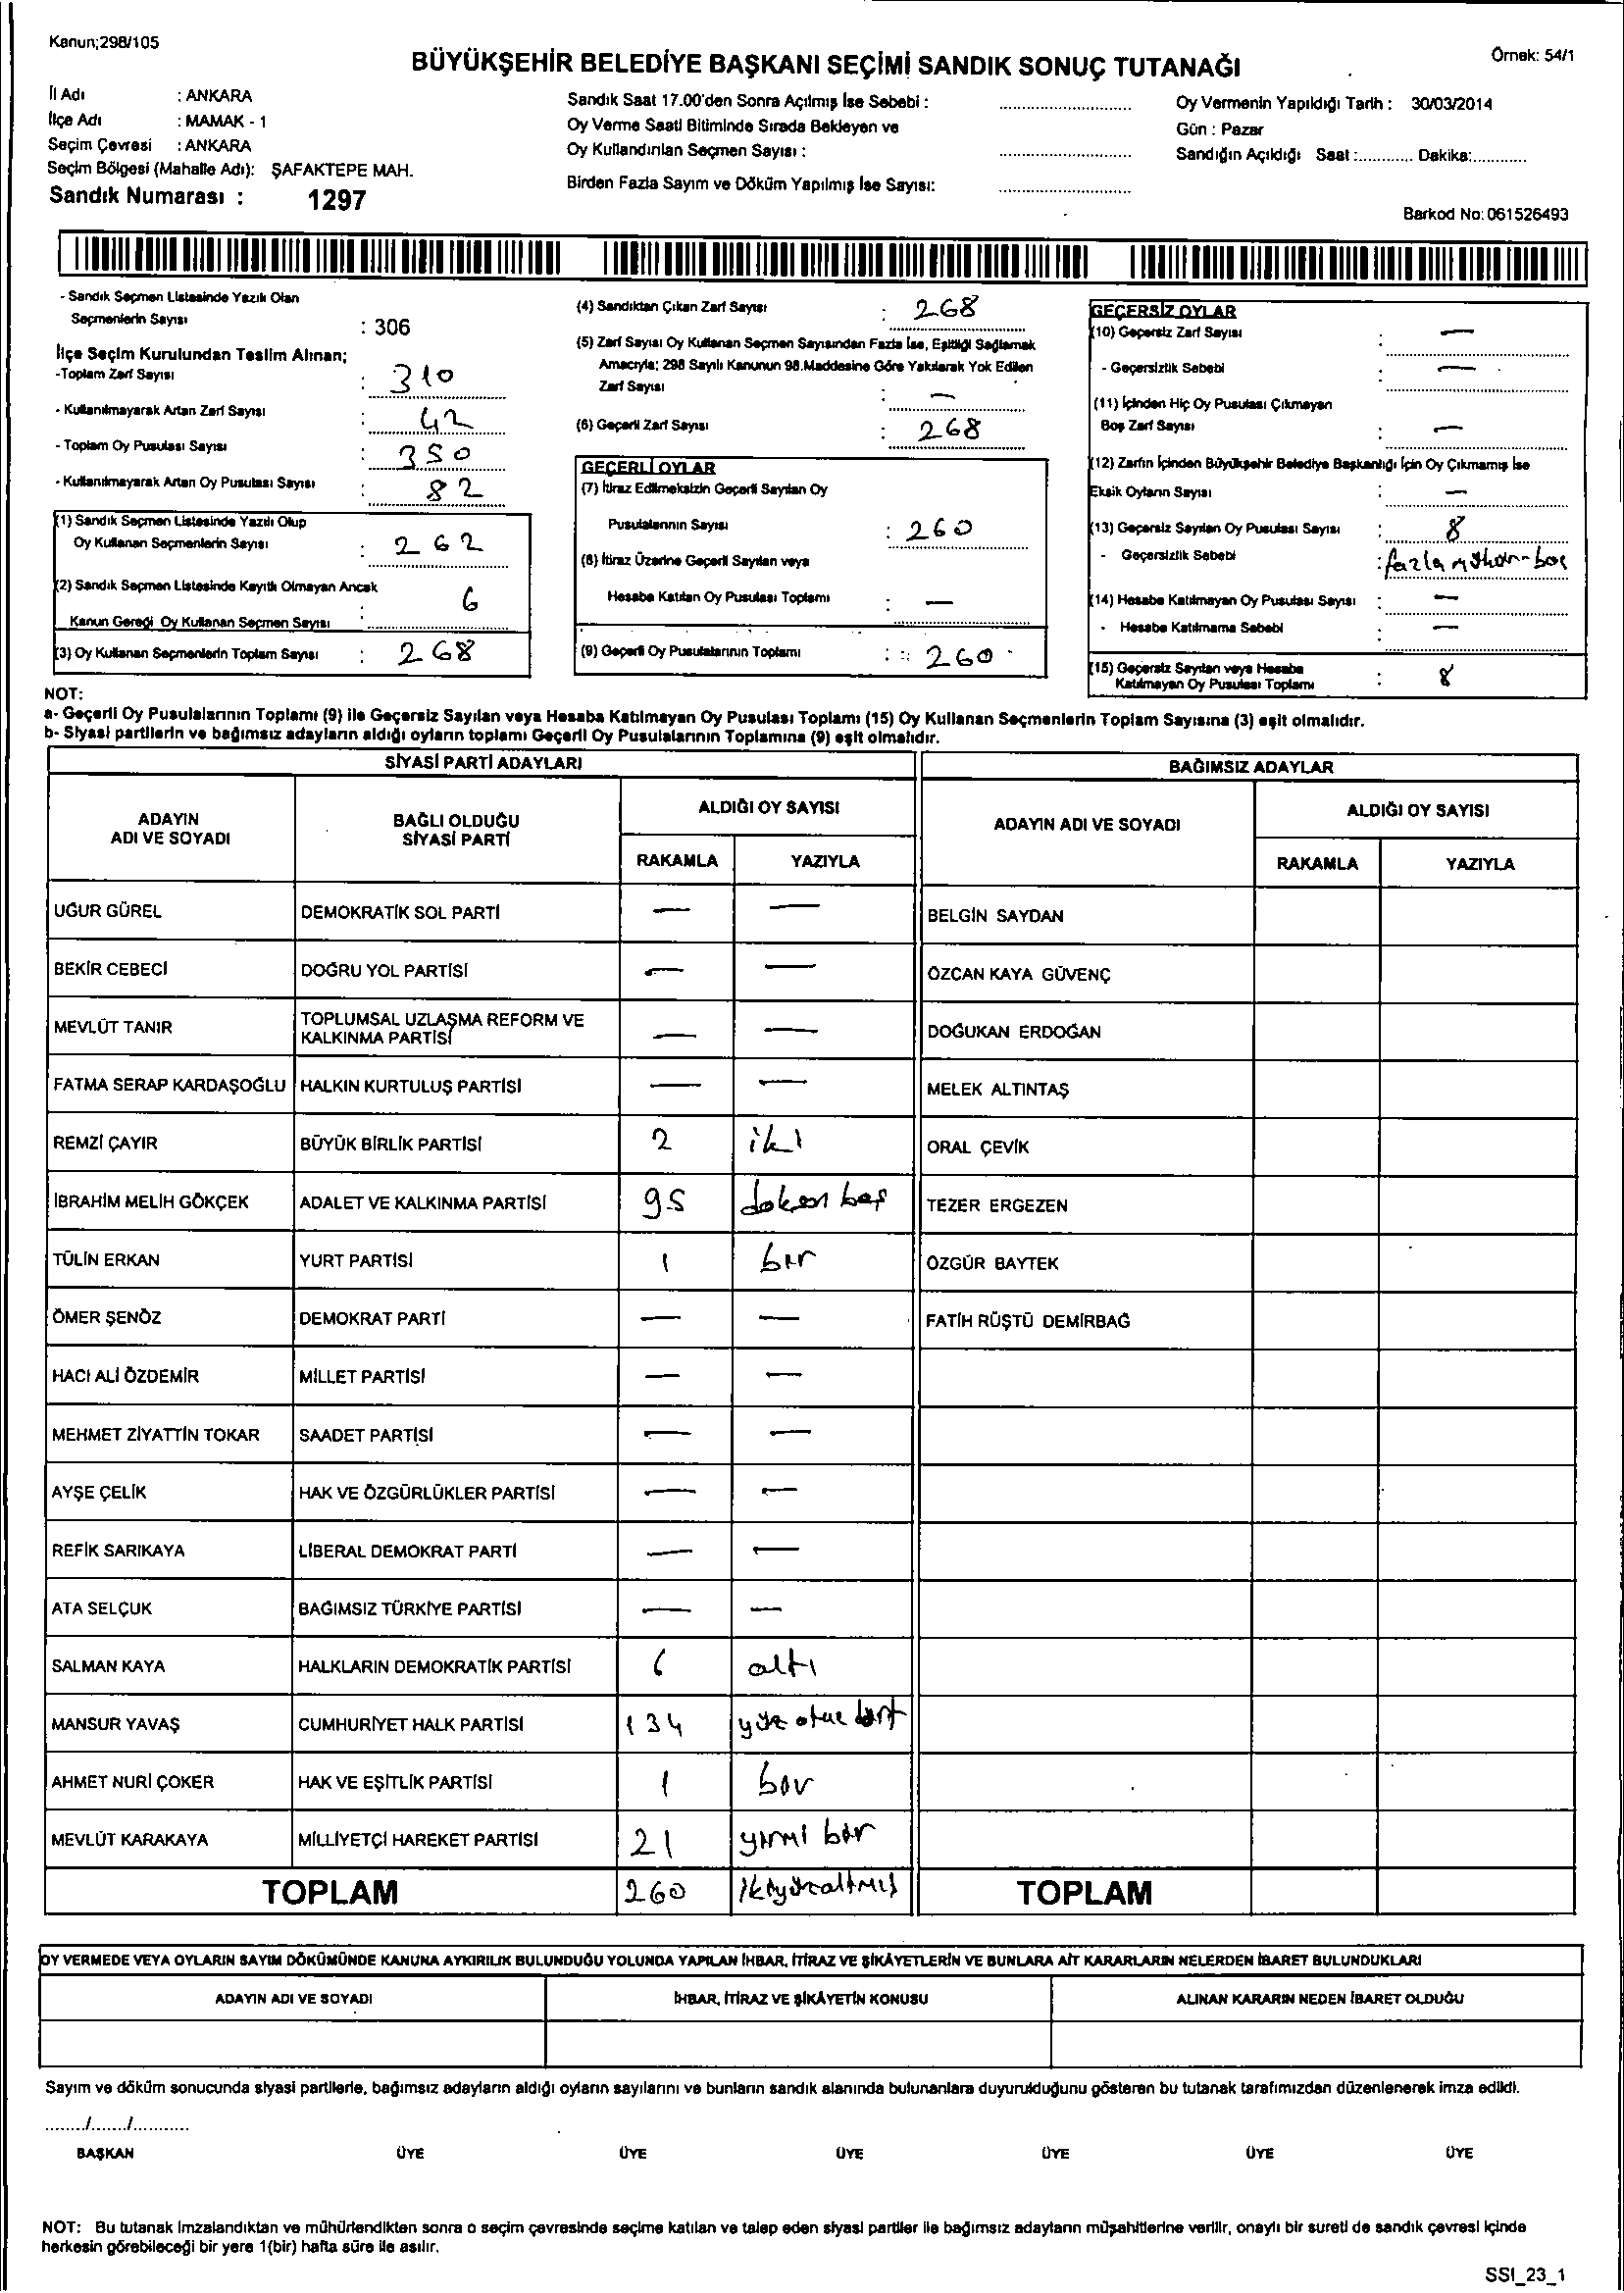 Kanun;298/105
BÜYÜKŞEHİR BELEDİYE BAŞKANI SEÇİMİ SANDIK SONUÇ TUTANAĞI
Örnek: 54/1
İl Adı : ANKARA
İlçe Adı : MAMAK - 1
Seçim Çevresi : ANKARA
Seçim Bölgesi (Mahalle Adı): ŞAFAKTEPE MAH.
Sandık Numarası : 1297
Sandık Saat 17.00'den Sonra Açılmış İse Sebebi : ..........
Oy Verme Saati Bitiminde Sırada Bekleyen ve
Oy Kullandırılan Seçmen Sayısı : ..........
Birden Fazla Sayım ve Döküm Yapılmış İse Sayısı: ..........
Oy Vermenin Yapıldığı Tarih : 30/03/2014
Gün : Pazar
Sandığın Açıldığı Saat :............ Dakika:............
Barkod No: 061526493
- Sandık Seçmen Listesinde Yazılı Olan
Seçmenlerin Sayısı : 306
İlçe Seçim Kurulundan Teslim Alınan;
-Toplam Zarf Sayısı : 310
- Kullanılmayarak Artan Zarf Sayısı : 42
- Toplam Oy Pusulası Sayısı : 350
- Kullanılmayarak Artan Oy Pusulası Sayısı : 82
(1) Sandık Seçmen Listesinde Yazılı Olup
Oy Kullanan Seçmenlerin Sayısı : 262
(2) Sandık Seçmen Listesinde Kayıtlı Olmayan Ancak
Kanun Gereği Oy Kullanan Seçmen Sayısı : 6
(3) Oy Kullanan Seçmenlerin Toplam Sayısı : 268
(4) Sandıktan Çıkan Zarf Sayısı : 268
(5) Zarf Sayısı Oy Kullanan Seçmen Sayısından Fazla İse, Eşitliği Sağlamak
Amacıyla; 298 Sayılı Kanunun 98.Maddesine Göre Yakılarak Yok Edilen
Zarf Sayısı : —
(6) Geçerli Zarf Sayısı : 268
GEÇERLİ OYLAR
(7) İtiraz Edilmeksizin Geçerli Sayılan Oy
Pusulalarının Sayısı : 260
(8) İtiraz Üzerine Geçerli Sayılan veya
Hesaba Katılan Oy Pusulası Toplamı : —
(9) Geçerli Oy Pusulalarının Toplamı : 260
GEÇERSİZ OYLAR
(10) Geçersiz Zarf Sayısı : —
- Geçersizlik Sebebi : —
(11) İçinden Hiç Oy Pusulası Çıkmayan
Boş Zarf Sayısı : —
(12) Zarfın İçinden Büyükşehir Belediye Başkanlığı İçin Oy Çıkmamış İse
Eksik Oyların Sayısı : —
(13) Geçersiz Sayılan Oy Pusulası Sayısı : 8
- Geçersizlik Sebebi : fazla mühür-boş
(14) Hesaba Katılmayan Oy Pusulası Sayısı : —
- Hesaba Katılmama Sebebi : —
(15) Geçersiz Sayılan veya Hesaba
Katılmayan Oy Pusulası Toplamı : 8
NOT:
a- Geçerli Oy Pusulalarının Toplamı (9) ile Geçersiz Sayılan veya Hesaba Katılmayan Oy Pusulası Toplamı (15) Oy Kullanan Seçmenlerin Toplam Sayısına (3) eşit olmalıdır.
b- Siyasi partilerin ve bağımsız adayların aldığı oyların toplamı Geçerli Oy Pusulalarının Toplamına (9) eşit olmalıdır.
SİYASİ PARTİ ADAYLARI
BAĞIMSIZ ADAYLAR
ADAYIN ADI VE SOYADI
BAĞLI OLDUĞU SİYASİ PARTİ
ALDIĞI OY SAYISI
RAKAMLA YAZIYLA
ADAYIN ADI VE SOYADI
ALDIĞI OY SAYISI
RAKAMLA YAZIYLA
UĞUR GÜREL DEMOKRATİK SOL PARTİ — — BELGİN SAYDAN
BEKİR CEBECİ DOĞRU YOL PARTİSİ — — ÖZCAN KAYA GÜVENÇ
MEVLÜT TANIR TOPLUMSAL UZLAŞMA REFORM VE KALKINMA PARTİSİ — — DOĞUKAN ERDOĞAN
FATMA SERAP KARDAŞOĞLU HALKIN KURTULUŞ PARTİSİ — — MELEK ALTINTAŞ
REMZİ ÇAYIR BÜYÜK BİRLİK PARTİSİ 2 iki ORAL ÇEVİK
İBRAHİM MELİH GÖKÇEK ADALET VE KALKINMA PARTİSİ 95 doksan beş TEZER ERGEZEN
TÜLİN ERKAN YURT PARTİSİ 1 bir ÖZGÜR BAYTEK
ÖMER ŞENÖZ DEMOKRAT PARTİ — — FATİH RÜŞTÜ DEMİRBAĞ
HACI ALİ ÖZDEMİR MİLLET PARTİSİ — —
MEHMET ZİYATTİN TOKAR SAADET PARTİSİ — —
AYŞE ÇELİK HAK VE ÖZGÜRLÜKLER PARTİSİ — —
REFİK SARIKAYA LİBERAL DEMOKRAT PARTİ — —
ATA SELÇUK BAĞIMSIZ TÜRKİYE PARTİSİ — —
SALMAN KAYA HALKLARIN DEMOKRATİK PARTİSİ 6 altı
MANSUR YAVAŞ CUMHURİYET HALK PARTİSİ 134 yüz otuz dört
AHMET NURİ ÇOKER HAK VE EŞİTLİK PARTİSİ 1 bir
MEVLÜT KARAKAYA MİLLİYETÇİ HAREKET PARTİSİ 21 yirmi bir
TOPLAM 260 ikiyüzaltmış TOPLAM
OY VERMEDE VEYA OYLARIN SAYIM DÖKÜMÜNDE KANUNA AYKIRILIK BULUNDUĞU YOLUNDA YAPILAN İHBAR, İTİRAZ VE ŞİKÂYETLERİN VE BUNLARA AİT KARARLARIN NELERDEN İBARET BULUNDUKLARI
ADAYIN ADI VE SOYADI İHBAR, İTİRAZ VE ŞİKÂYETİN KONUSU ALINAN KARARIN NEDEN İBARET OLDUĞU
Sayım ve döküm sonucunda siyasi partilerle, bağımsız adayların aldığı oyların sayılarını ve bunların sandık alanında bulunanlara duyurulduğunu gösteren bu tutanak tarafımızdan düzenlenerek imza edildi.
......../......./...........
BAŞKAN ÜYE ÜYE ÜYE ÜYE ÜYE ÜYE
NOT: Bu tutanak imzalandıktan ve mühürlendikten sonra o seçim çevresinde seçime katılan ve talep eden siyasi partiler ile bağımsız adayların müşahitlerine verilir, onaylı bir sureti de sandık çevresi içinde
herkesin görebileceği bir yere 1(bir) hafta süre ile asılır.
SSI_23_1